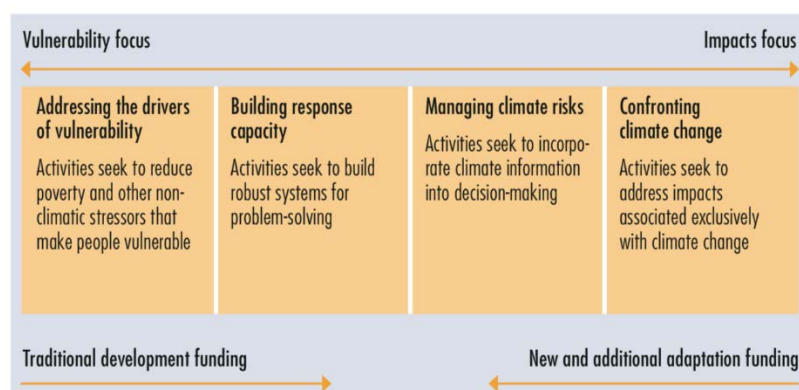 Vulnerability focus
Impacts focus
Addressing the drivers
of vulnerability
Activities seek to reduce
poverty and other non-
climatic stressors that
make people vulnerable
Building response
capacity
Activities seek to build
robust systems for
problem-solving
Managing climate risks
Activities seek to incorpo-
rate climate information
into decision-making
Confronting
climate change
Activities seek to
address impacts
associated exclusively
with climate change
Traditional development funding
New and additional adaptation funding